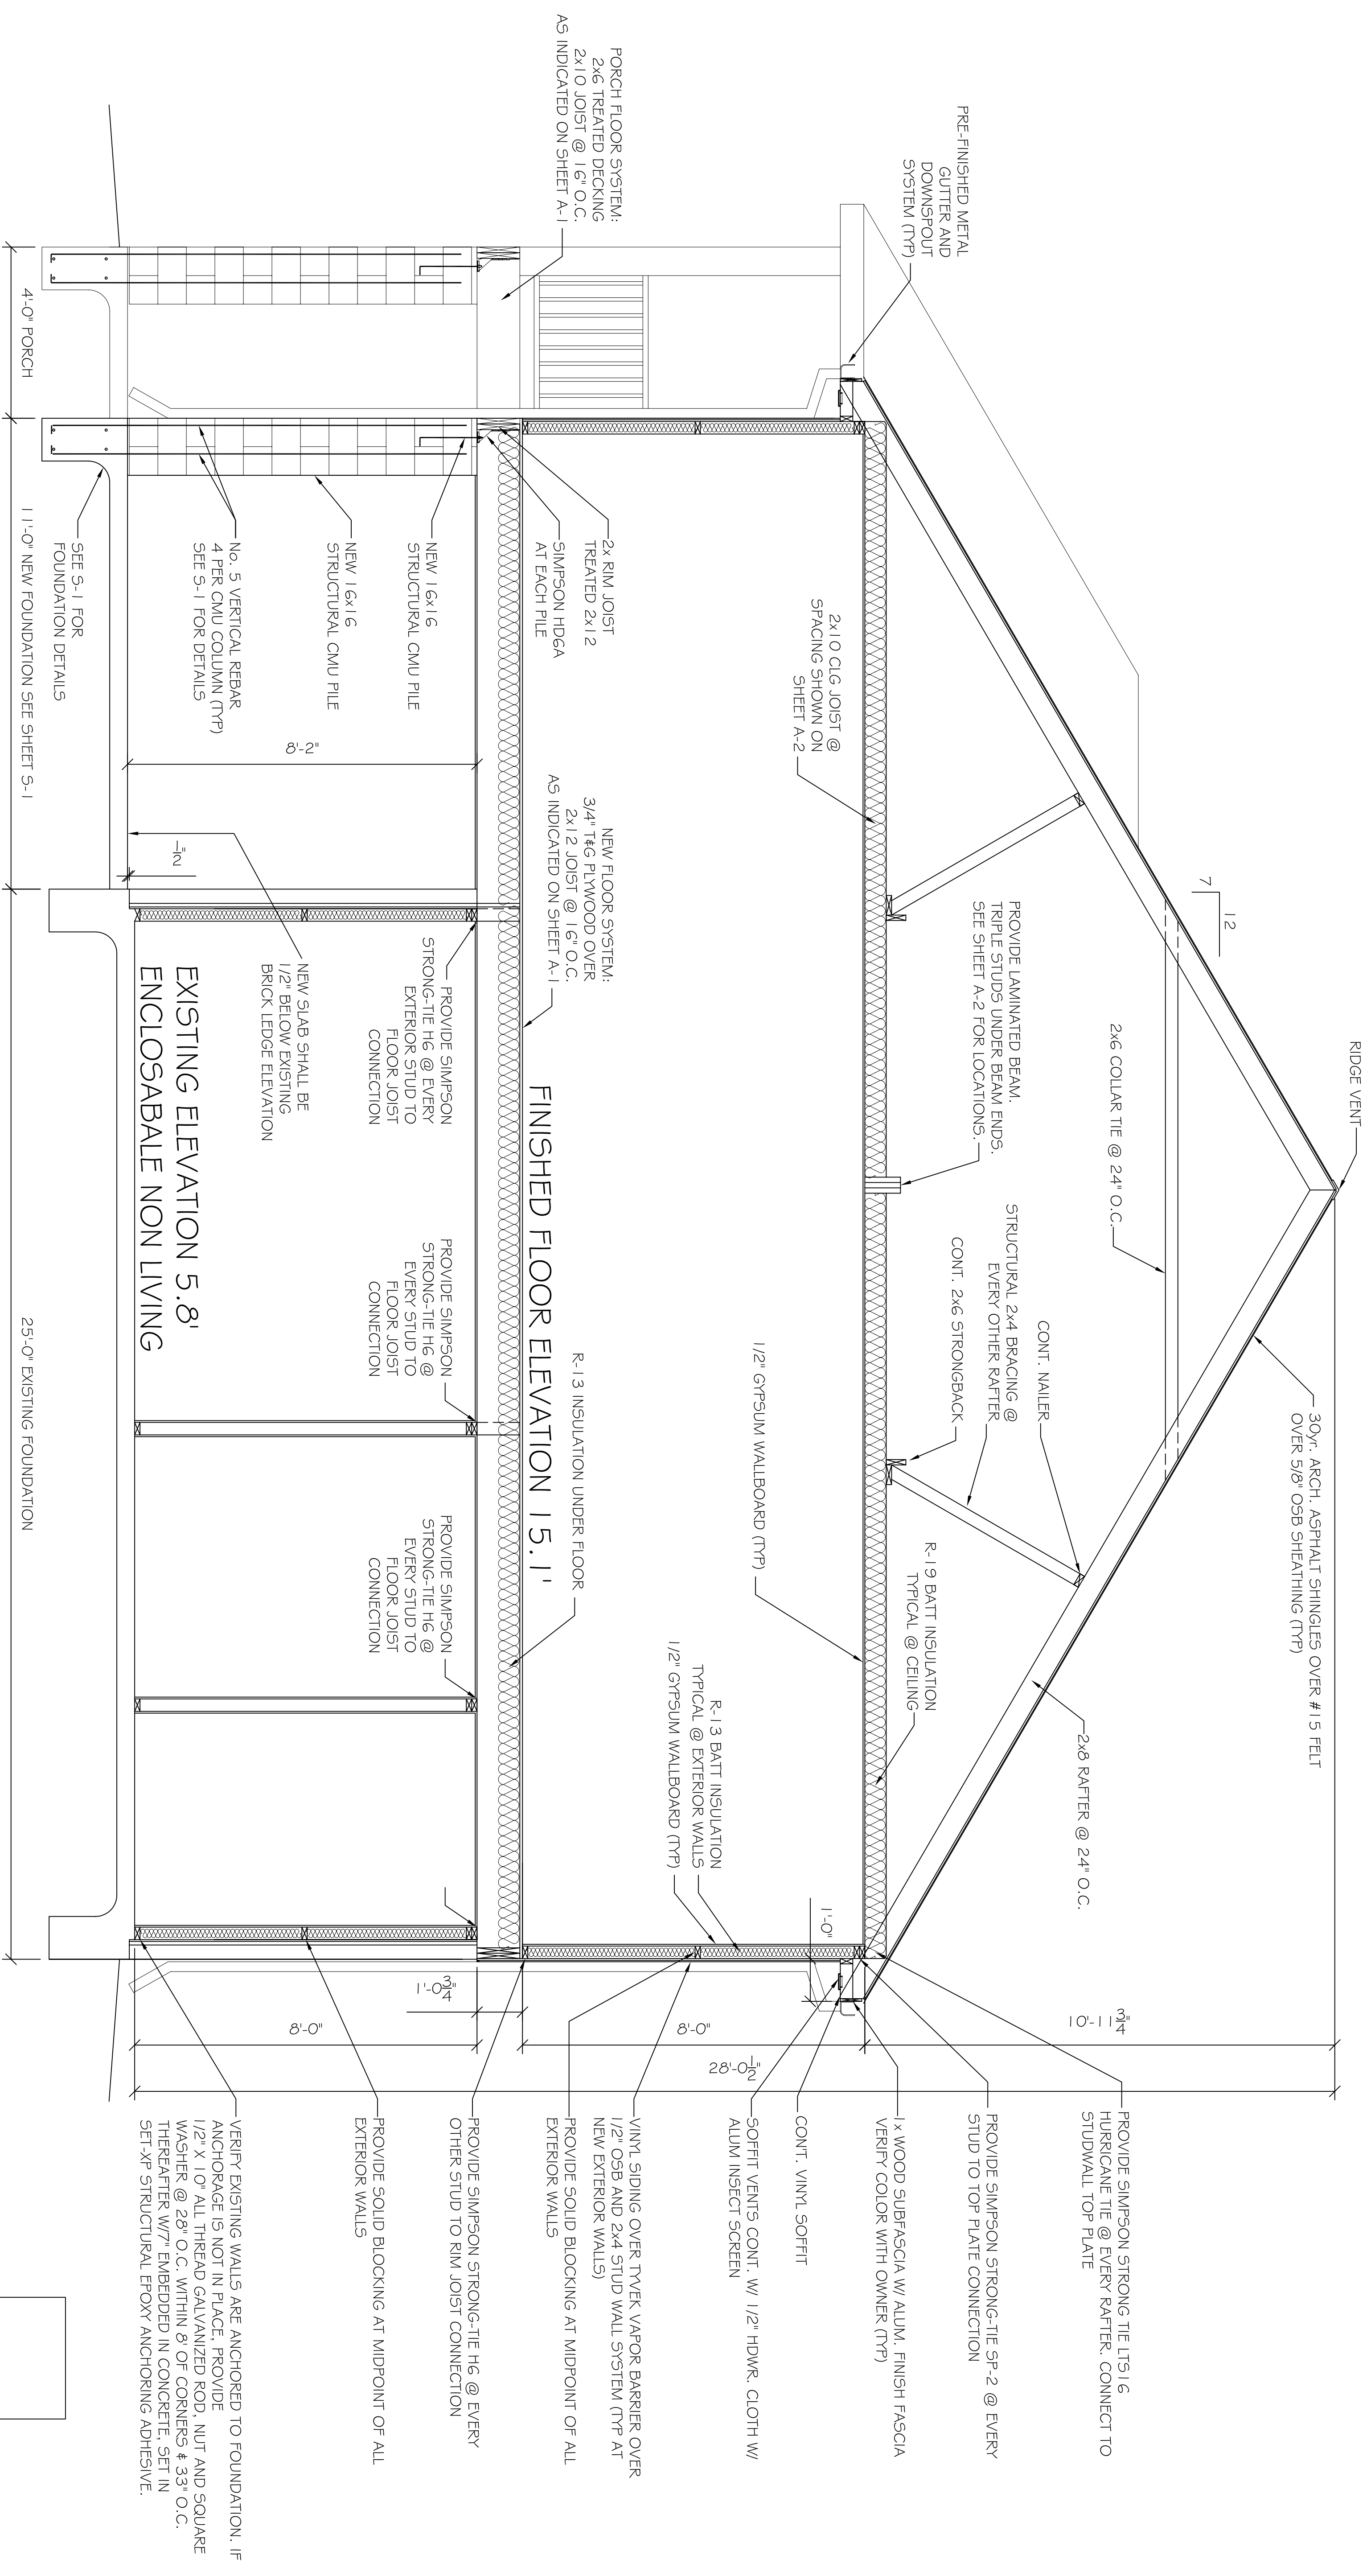 RIDGE VENT
30yr. ARCH. ASPHALT SHINGLES OVER #15 FELT
OVER 5/8" OSB SHEATHING (TYP)
12
7
2x6 COLLAR TIE @ 24" O.C.
2x8 RAFTER @ 24" O.C.
CONT. NAILER
STRUCTURAL 2x4 BRACING @
EVERY OTHER RAFTER
CONT. 2x6 STRONGBACK
PROVIDE LAMINATED BEAM.
TRIPLE STUDS UNDER BEAM ENDS.
SEE SHEET A-2 FOR LOCATIONS.
R-19 BATT INSULATION
TYPICAL @ CEILING
PRE-FINISHED METAL
GUTTER AND
DOWNSPOUT
SYSTEM (TYP)
2x10 CLG JOIST @
SPACING SHOWN ON
SHEET A-2
1/2" GYPSUM WALLBOARD (TYP)
R-13 BATT INSULATION
TYPICAL @ EXTERIOR WALLS
1/2" GYPSUM WALLBOARD (TYP)
1'-0"
10'-11 3/4"
8'-0"
28'-0 1/2"
1'-0 3/4"
8'-0"
PORCH FLOOR SYSTEM:
2x6 TREATED DECKING
2x10 JOIST @ 16" O.C.
AS INDICATED ON SHEET A-1
2x RIM JOIST
TREATED 2x12
SIMPSON HD6A
AT EACH PILE
NEW FLOOR SYSTEM:
3/4" T&G PLYWOOD OVER
2x12 JOIST @ 16" O.C.
AS INDICATED ON SHEET A-1
R-13 INSULATION UNDER FLOOR
FINISHED FLOOR ELEVATION 15.1'
NEW 16x16
STRUCTURAL CMU PILE
NEW 16x16
STRUCTURAL CMU PILE
No. 5 VERTICAL REBAR
4 PER CMU COLUMN (TYP)
SEE S-1 FOR DETAILS
SEE S-1 FOR
FOUNDATION DETAILS
8'-2"
1/2"
PROVIDE SIMPSON
STRONG-TIE H6 @ EVERY
EXTERIOR STUD TO
FLOOR JOIST
CONNECTION
PROVIDE SIMPSON
STRONG-TIE H6 @
EVERY STUD TO
FLOOR JOIST
CONNECTION
PROVIDE SIMPSON
STRONG-TIE H6 @
EVERY STUD TO
FLOOR JOIST
CONNECTION
NEW SLAB SHALL BE
1/2" BELOW EXISTING
BRICK LEDGE ELEVATION
EXISTING ELEVATION 5.8'
ENCLOSABALE NON LIVING
4'-0" PORCH
11'-0" NEW FOUNDATION SEE SHEET S-1
25'-0" EXISTING FOUNDATION
PROVIDE SIMPSON STRONG TIE LTS16
HURRICANE TIE @ EVERY RAFTER. CONNECT TO
STUDWALL TOP PLATE
PROVIDE SIMPSON STRONG-TIE SP-2 @ EVERY
STUD TO TOP PLATE CONNECTION
1x WOOD SUBFASCIA W/ ALUM. FINISH FASCIA
VERIFY COLOR WITH OWNER (TYP)
CON'T. VINYL SOFFIT
SOFFIT VENTS CONT. W/ 1/2" HDWR. CLOTH W/
ALUM INSECT SCREEN
VINYL SIDING OVER TYVEK VAPOR BARRIER OVER
1/2" OSB AND 2x4 STUD WALL SYSTEM (TYP AT
NEW EXTERIOR WALLS)
PROVIDE SOLID BLOCKING AT MIDPOINT OF ALL
EXTERIOR WALLS
PROVIDE SIMPSON STRONG-TIE H6 @ EVERY
OTHER STUD TO RIM JOIST CONNECTION
PROVIDE SOLID BLOCKING AT MIDPOINT OF ALL
EXTERIOR WALLS
VERIFY EXISTING WALLS ARE ANCHORED TO FOUNDATION. IF
ANCHORAGE IS NOT IN PLACE, PROVIDE
1/2" X 10" ALL THREAD GALVANIZED ROD, NUT AND SQUARE
WASHER @ 28" O.C. WITHIN 8' OF CORNERS & 33" O.C.
THEREAFTER W/7" EMBEDDED IN CONCRETE, SET IN
SET-XP STRUCTURAL EPOXY ANCHORING ADHESIVE.